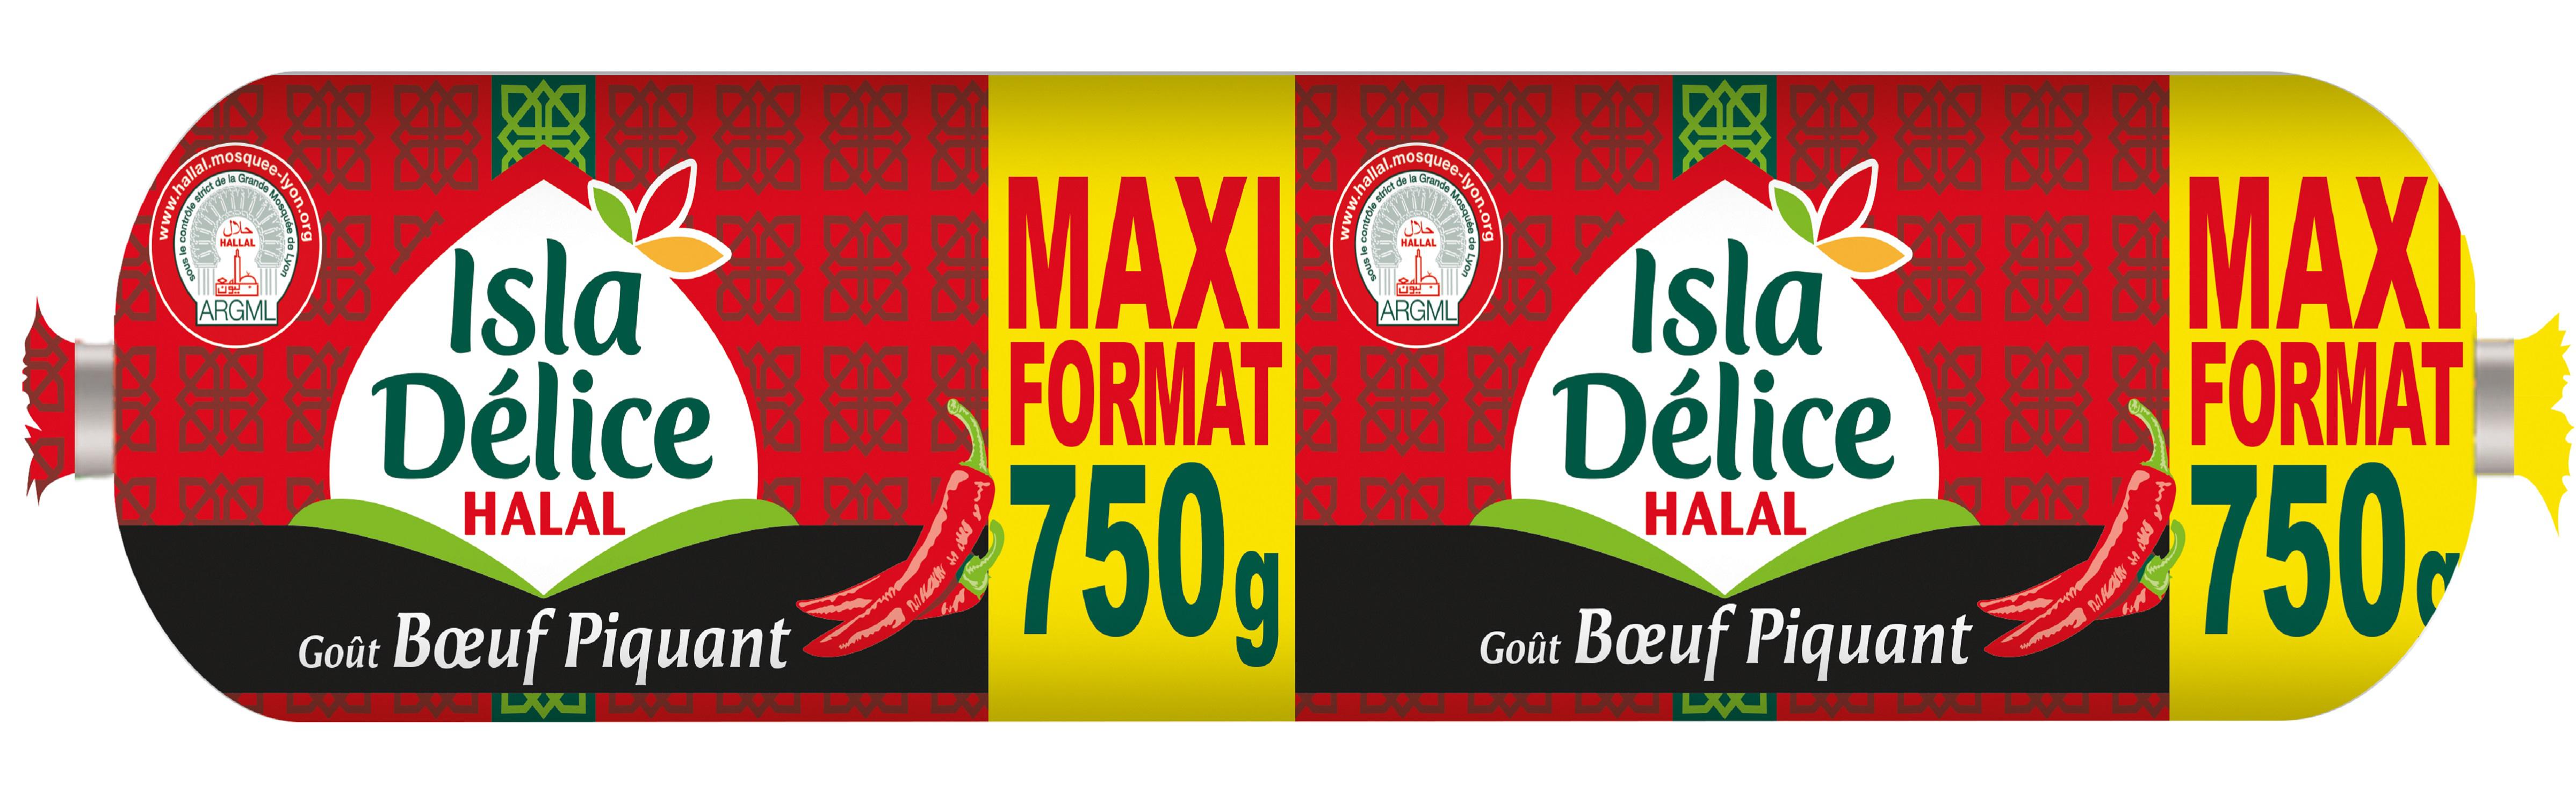 www.hallal.mosquee-lyon.org
sous le contrôle strict de la Grande Mosquée de Lyon
حلال
HALLAL
ARGML
Isla
Délice
HALAL
Goût Bœuf Piquant
MAXI
FORMAT
750g
www.hallal.mosquee-lyon.org
sous le contrôle strict de la Grande Mosquée de Lyon
حلال
HALLAL
ARGML
Isla
Délice
HALAL
Goût Bœuf Piquant
MAXI
FORMAT
750g